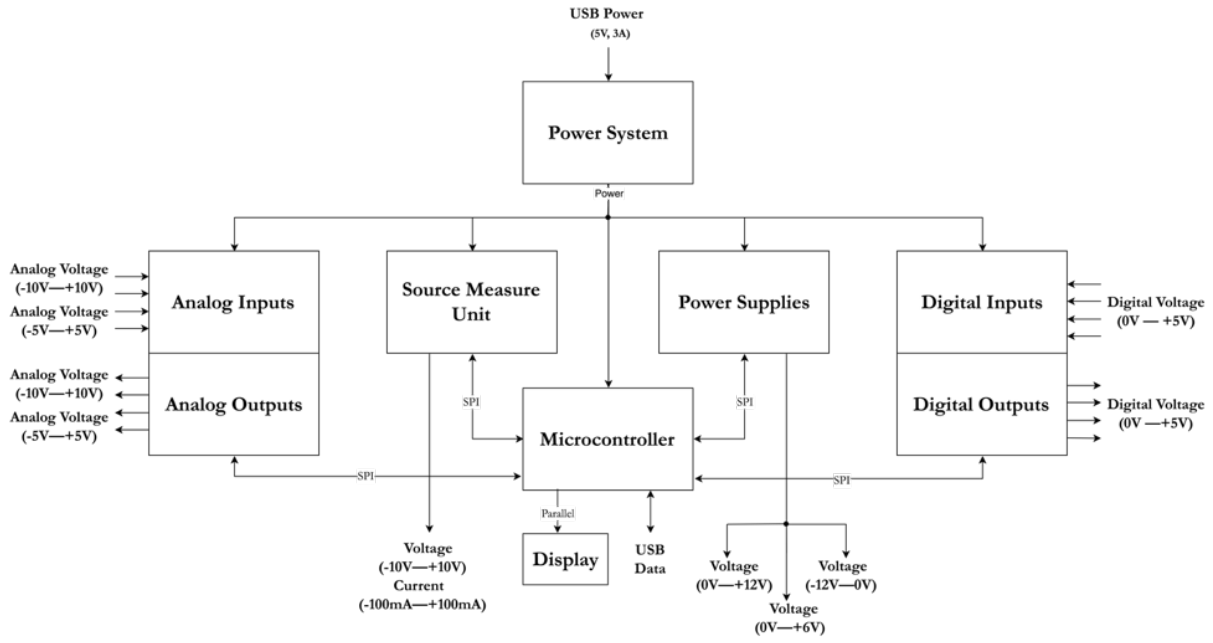 USB Power
(5V, 3A)
Power System
Power
Analog Voltage
(-10V—+10V)
Analog Voltage
(-5V—+5V)
Analog Inputs
Source Measure
Unit
Power Supplies
Digital Inputs
Digital Voltage
(0V — +5V)
Analog Voltage
(-10V—+10V)
Analog Voltage
(-5V—+5V)
Analog Outputs
SPI
Microcontroller
SPI
Digital Outputs
Digital Voltage
(0V —+5V)
SPI
SPI
Parallel
Voltage
(-10V—+10V)
Current
(-100mA—+100mA)
Display
USB
Data
Voltage
(0V—+12V)
Voltage
(-12V—0V)
Voltage
(0V—+6V)